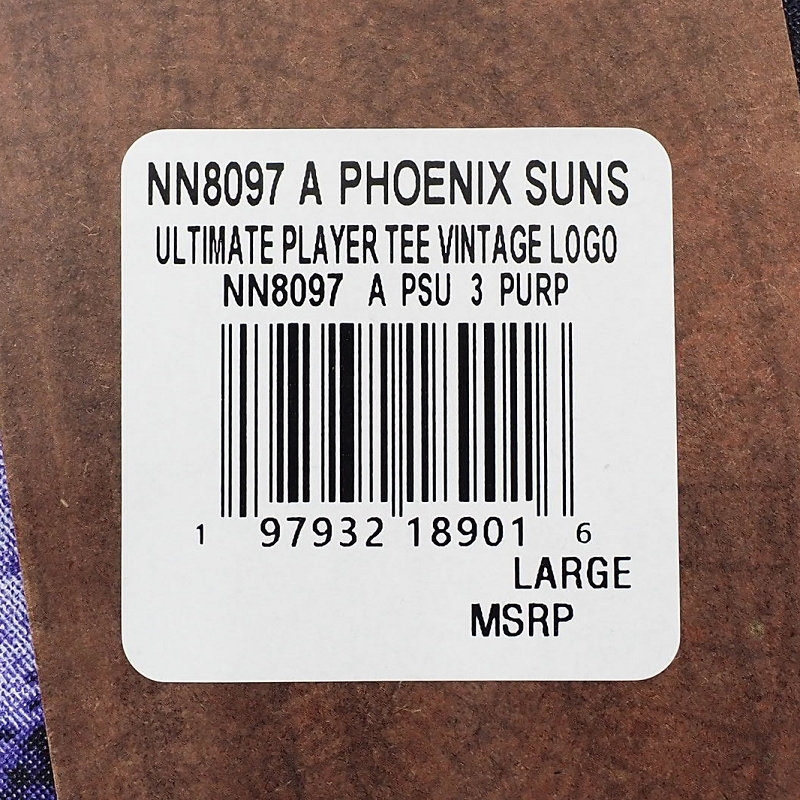 NN8097 A PHOENIX SUNS
ULTIMATE PLAYER TEE VINTAGE LOGO
NN8097 A PSU 3 PURP
1 97932 18901 6
LARGE
MSRP